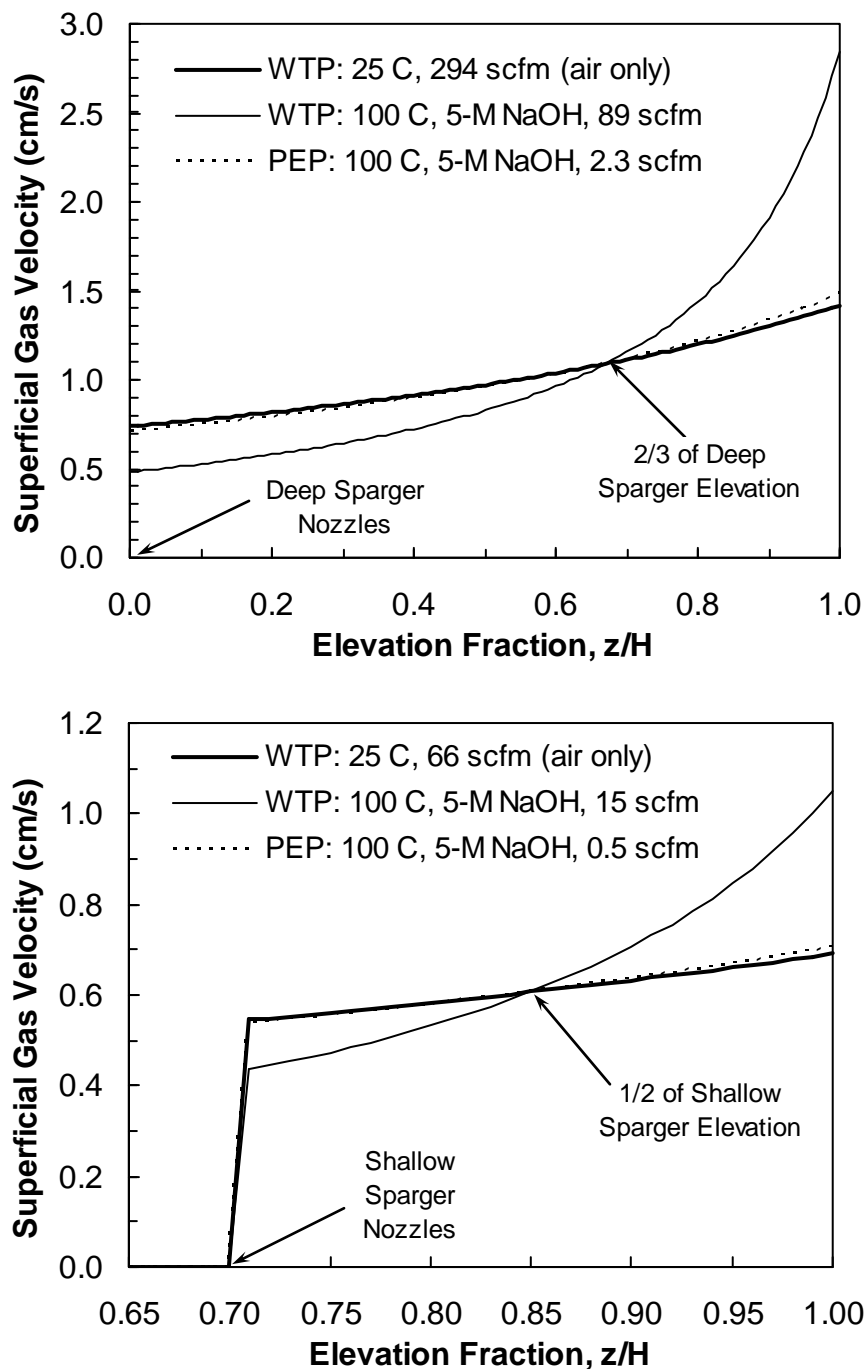 3.0
2.5
2.0
1.5
1.0
0.5
0.0
Superficial Gas Velocity (cm/s)
WTP: 25 C, 294 scfm (air only)
WTP: 100 C, 5-M NaOH, 89 scfm
PEP: 100 C, 5-M NaOH, 2.3 scfm
2/3 of Deep
Sparger Elevation
Deep Sparger
Nozzles
0.0 0.2 0.4 0.6 0.8 1.0
Elevation Fraction, z/H
1.2
1.0
0.8
0.6
0.4
0.2
0.0
Superficial Gas Velocity (cm/s)
WTP: 25 C, 66 scfm (air only)
WTP: 100 C, 5-M NaOH, 15 scfm
PEP: 100 C, 5-M NaOH, 0.5 scfm
1/2 of Shallow
Sparger Elevation
Shallow
Sparger
Nozzles
0.65 0.70 0.75 0.80 0.85 0.90 0.95 1.00
Elevation Fraction, z/H